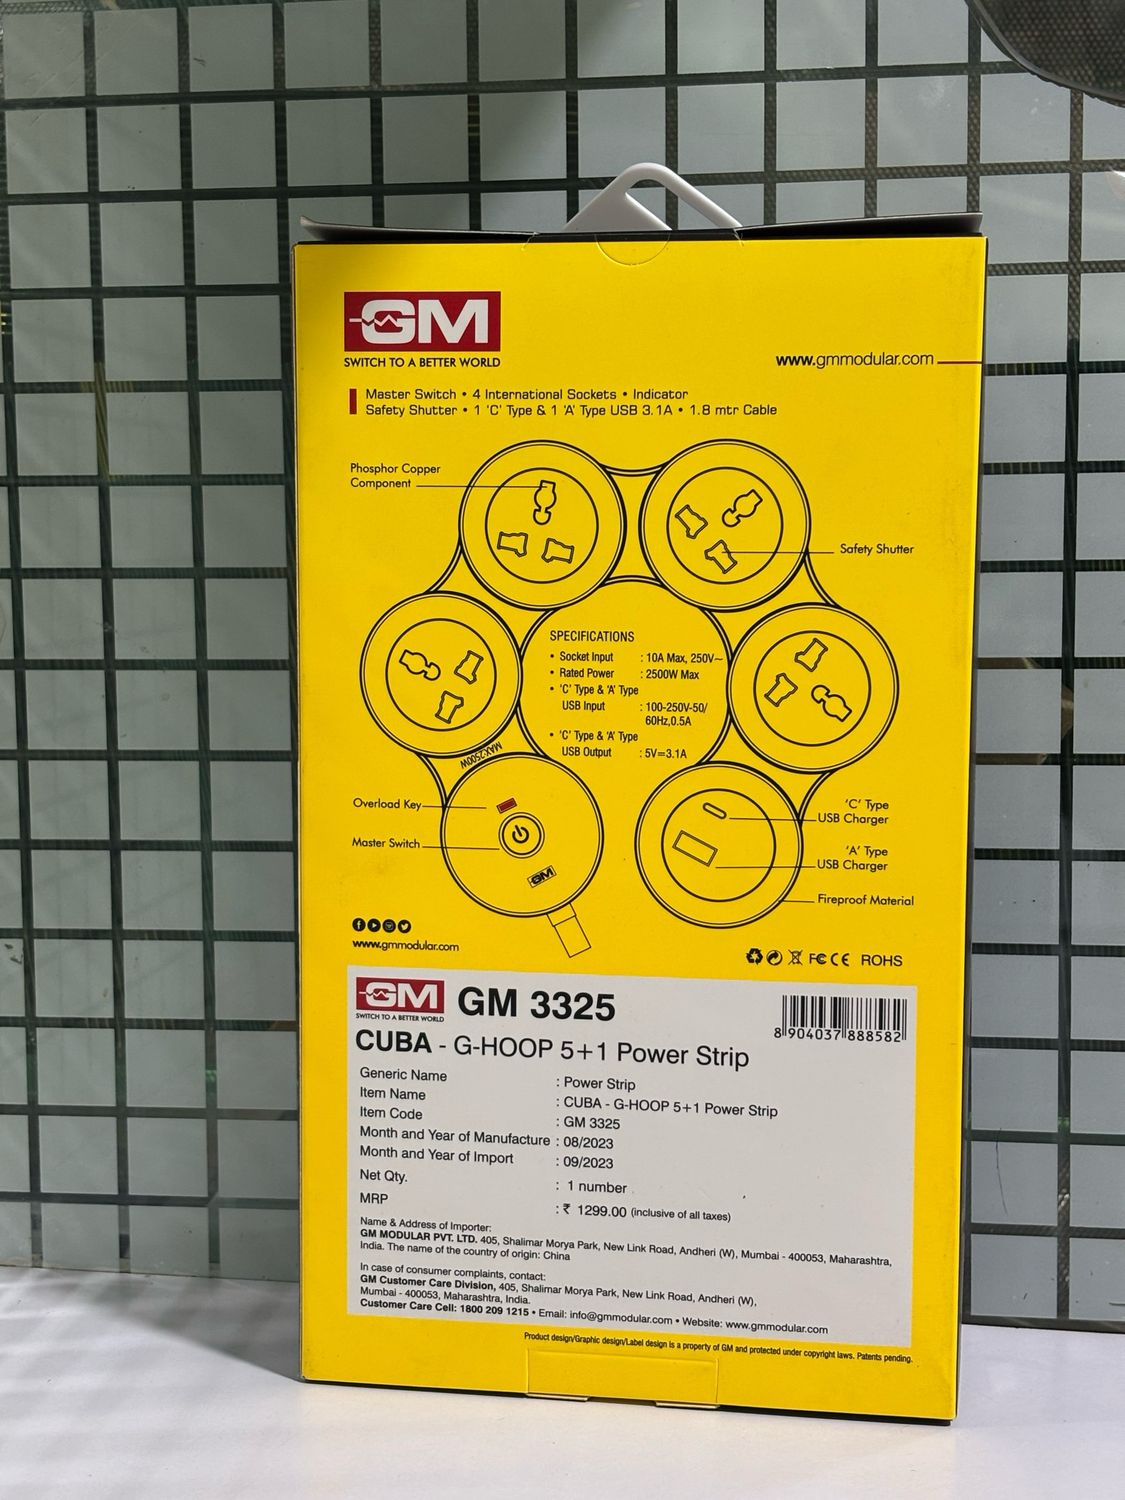 GM
SWITCH TO A BETTER WORLD
www.gmmodular.com
Master Switch • 4 International Sockets • Indicator
Safety Shutter • 1 'C' Type & 1 'A' Type USB 3.1A • 1.8 mtr Cable
Phosphor Copper
Component
Safety Shutter
SPECIFICATIONS
• Socket Input : 10A Max, 250V~
• Rated Power : 2500W Max
• 'C' Type & 'A' Type
USB Input : 100-250V-50/
60Hz,0.5A
• 'C' Type & 'A' Type
USB Output : 5V=3.1A
MAX:2500W
Overload Key
Master Switch
GM
'C' Type
USB Charger
'A' Type
USB Charger
Fireproof Material
www.gmmodular.com
FC CE ROHS
GM
SWITCH TO A BETTER WORLD
GM 3325
8 904037 888582
CUBA - G-HOOP 5+1 Power Strip
Generic Name : Power Strip
Item Name : CUBA - G-HOOP 5+1 Power Strip
Item Code : GM 3325
Month and Year of Manufacture : 08/2023
Month and Year of Import : 09/2023
Net Qty. : 1 number
MRP : ₹ 1299.00 (inclusive of all taxes)
Name & Address of Importer:
GM MODULAR PVT. LTD. 405, Shalimar Morya Park, New Link Road, Andheri (W), Mumbai - 400053, Maharashtra,
India. The name of the country of origin: China
In case of consumer complaints, contact:
GM Customer Care Division, 405, Shalimar Morya Park, New Link Road, Andheri (W),
Mumbai - 400053, Maharashtra, India.
Customer Care Cell: 1800 209 1215 • Email: info@gmmodular.com • Website: www.gmmodular.com
Product design/Graphic design/Label design is a property of GM and protected under copyright laws. Patents pending.